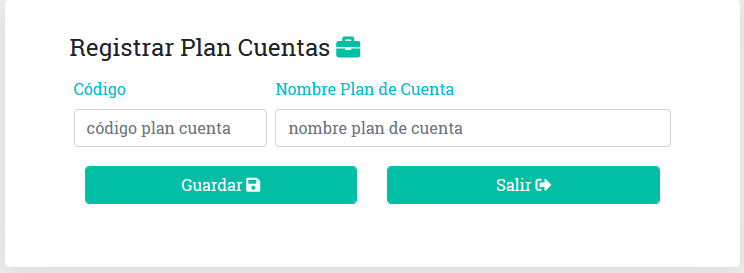 Registrar Plan Cuentas
Código Nombre Plan de Cuenta
código plan cuenta nombre plan de cuenta
Guardar Salir